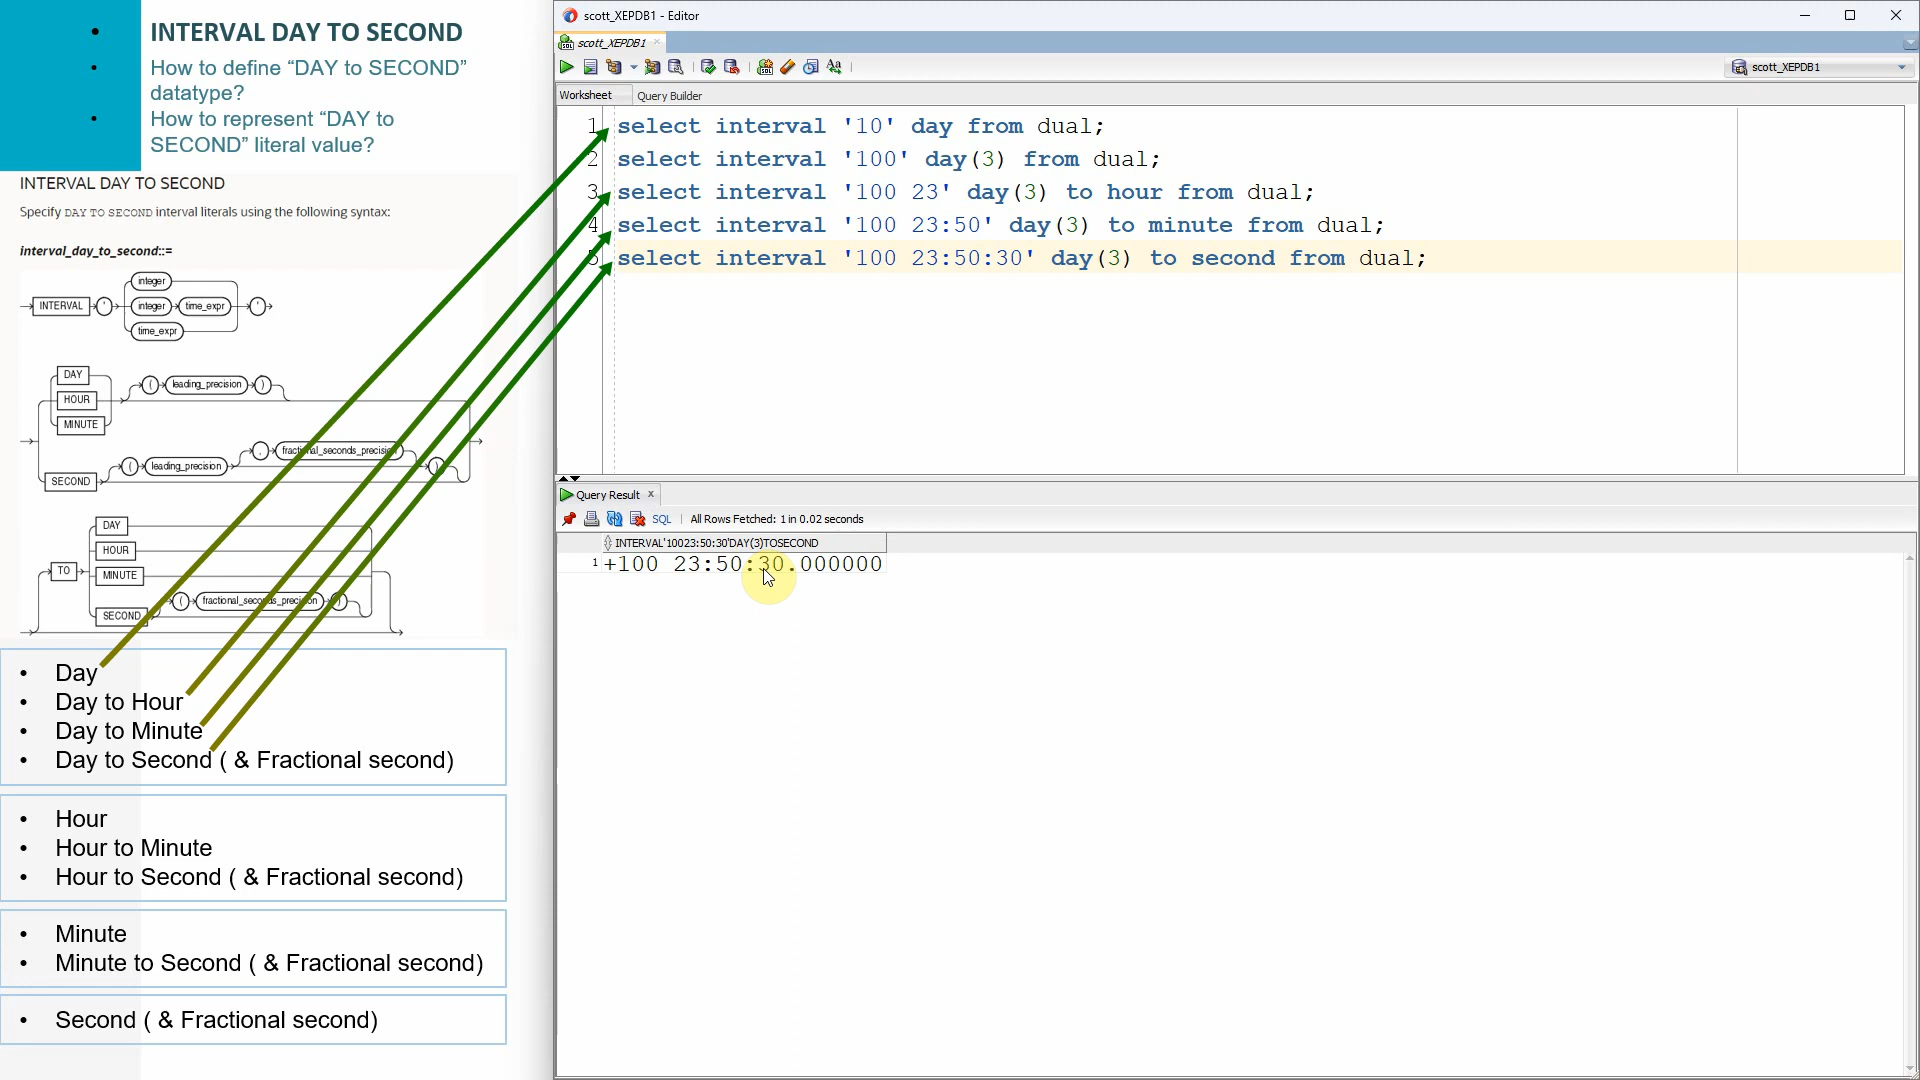 • INTERVAL DAY TO SECOND
• How to define “DAY to SECOND”
datatype?
• How to represent “DAY to
SECOND” literal value?
INTERVAL DAY TO SECOND
Specify DAY TO SECOND interval literals using the following syntax:
interval_day_to_second::=
integer
INTERVAL ' integer time_expr '
time_expr
DAY
( leading_precision )
HOUR
MINUTE
, fractional_seconds_precision
( leading_precision )
SECOND
DAY
HOUR
TO MINUTE
( fractional_seconds_precision )
SECOND
• Day
• Day to Hour
• Day to Minute
• Day to Second ( & Fractional second)
• Hour
• Hour to Minute
• Hour to Second ( & Fractional second)
• Minute
• Minute to Second ( & Fractional second)
• Second ( & Fractional second)
scott_XEPDB1 - Editor
scott_XEPDB1
scott_XEPDB1
Worksheet Query Builder
1 select interval '10' day from dual;
2 select interval '100' day(3) from dual;
3 select interval '100 23' day(3) to hour from dual;
4 select interval '100 23:50' day(3) to minute from dual;
5 select interval '100 23:50:30' day(3) to second from dual;
Query Result x
SQL | All Rows Fetched: 1 in 0.02 seconds
INTERVAL'10023:50:30'DAY(3)TOSECOND
1 +100 23:50:30.000000